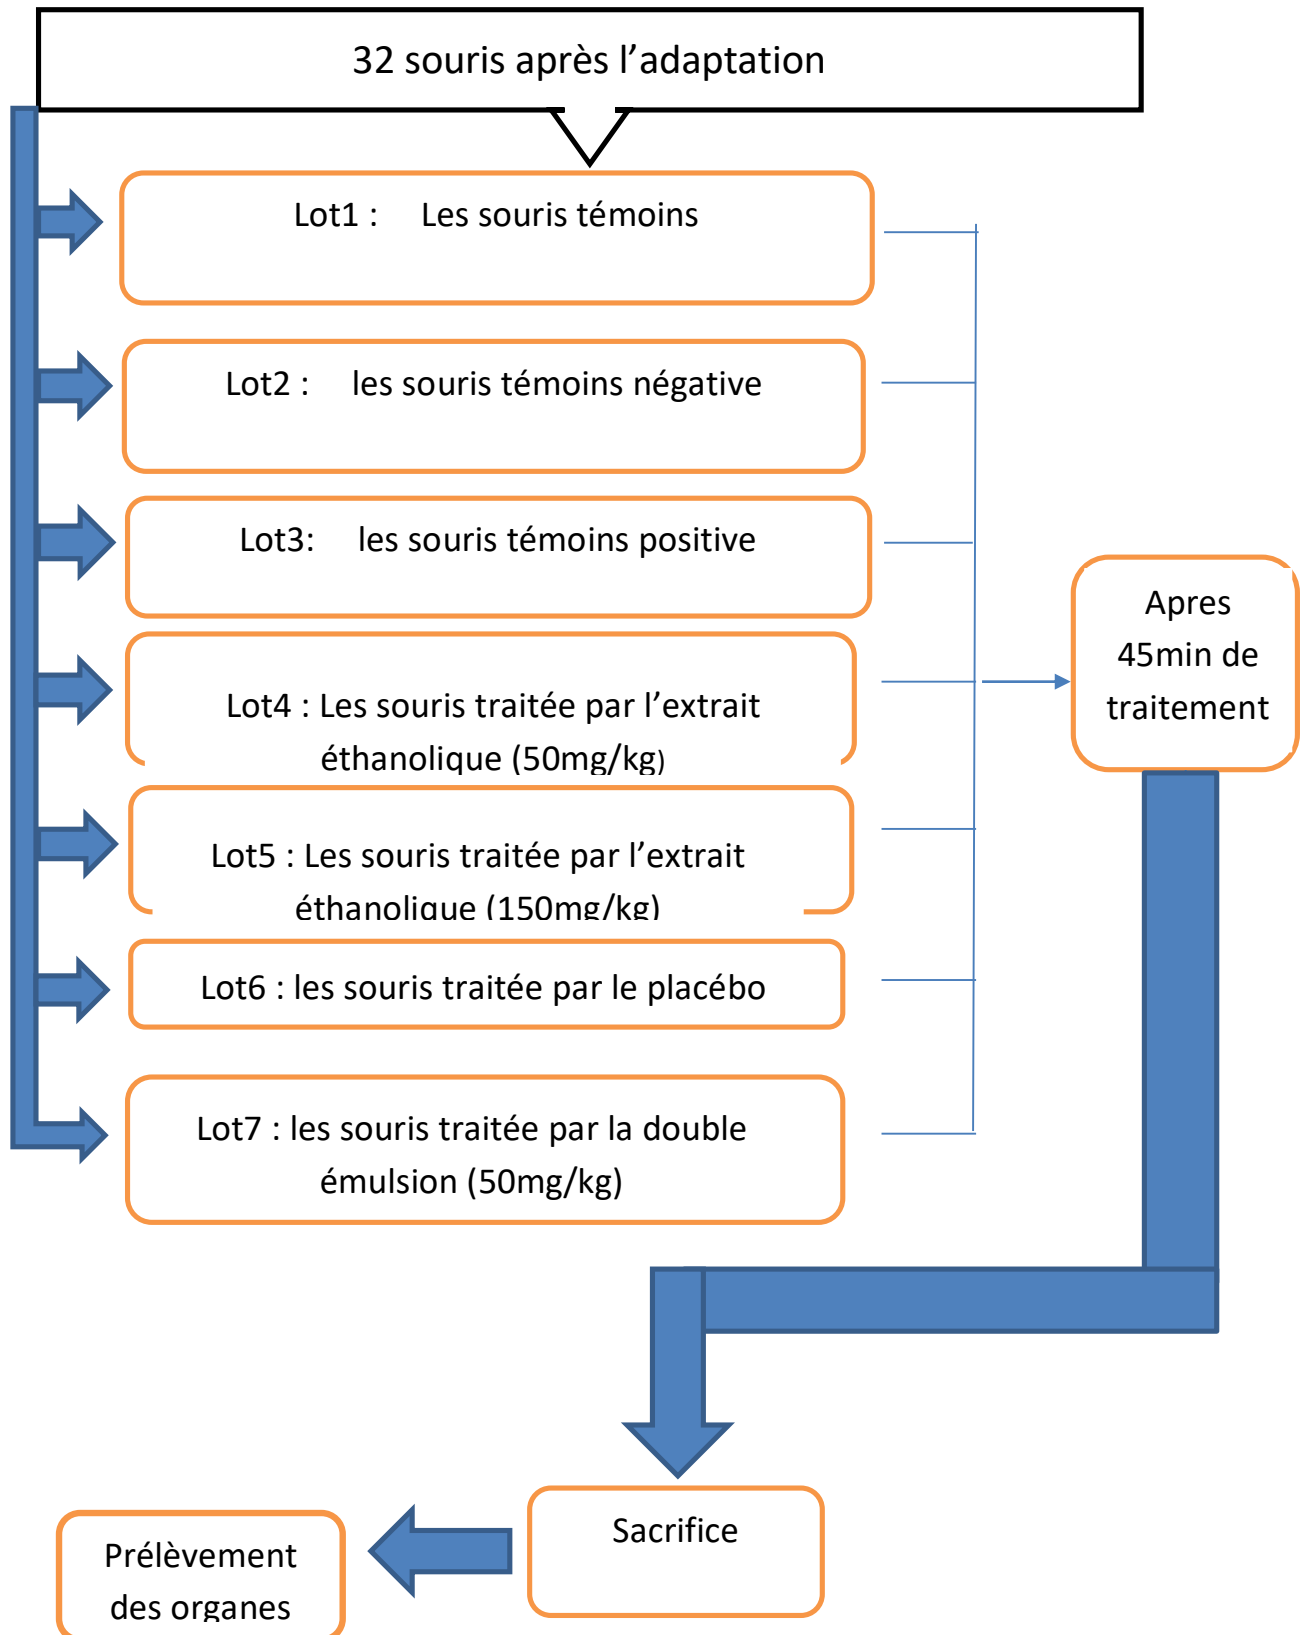 32 souris après l’adaptation
Lot1 : Les souris témoins
Lot2 : les souris témoins négative
Lot3: les souris témoins positive
Lot4 : Les souris traitée par l’extrait
éthanolique (50mg/kg)
Lot5 : Les souris traitée par l’extrait
éthanolique (150mg/kg)
Lot6 : les souris traitée par le placébo
Lot7 : les souris traitée par la double
émulsion (50mg/kg)
Apres
45min de
traitement
Sacrifice
Prélèvement
des organes